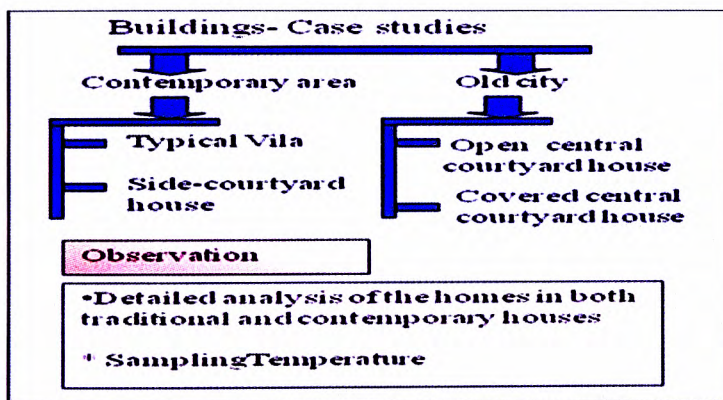 Buildings- Case studies
Contemporary area
Old city
Typical Vila
Side-courtyard
house
Open central
courtyard house
Covered central
courtyard house
Observation
•Detailed analysis of the homes in both
traditional and contemporary houses
* SamplingTemperature